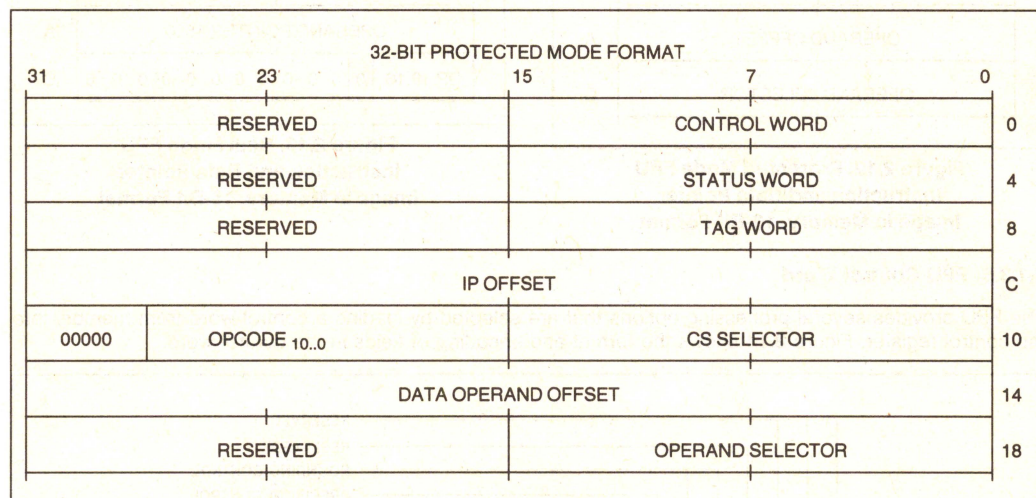 32-BIT PROTECTED MODE FORMAT
31 23 15 7 0
RESERVED CONTROL WORD 0
RESERVED STATUS WORD 4
RESERVED TAG WORD 8
IP OFFSET C
00000 OPCODE 10..0 CS SELECTOR 10
DATA OPERAND OFFSET 14
RESERVED OPERAND SELECTOR 18